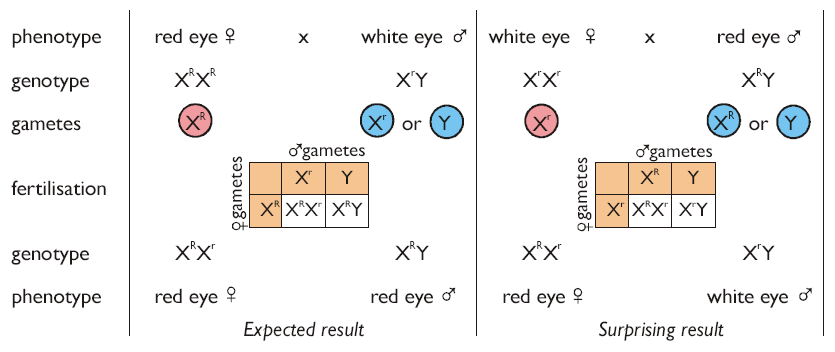 phenotype red eye ♀ x white eye ♂ white eye ♀ x red eye ♂
genotype XᴿXᴿ XʳY XʳXʳ XᴿY
gametes Xᴿ Xʳ or Y Xʳ Xᴿ or Y
♂gametes ♂gametes
♀gametes ♀gametes
Xʳ Y Xᴿ Y
fertilisation
Xᴿ XᴿXʳ XᴿY Xʳ XᴿXʳ XʳY
genotype XᴿXʳ XᴿY XᴿXʳ XʳY
phenotype red eye ♀ red eye ♂ red eye ♀ white eye ♂
Expected result Surprising result